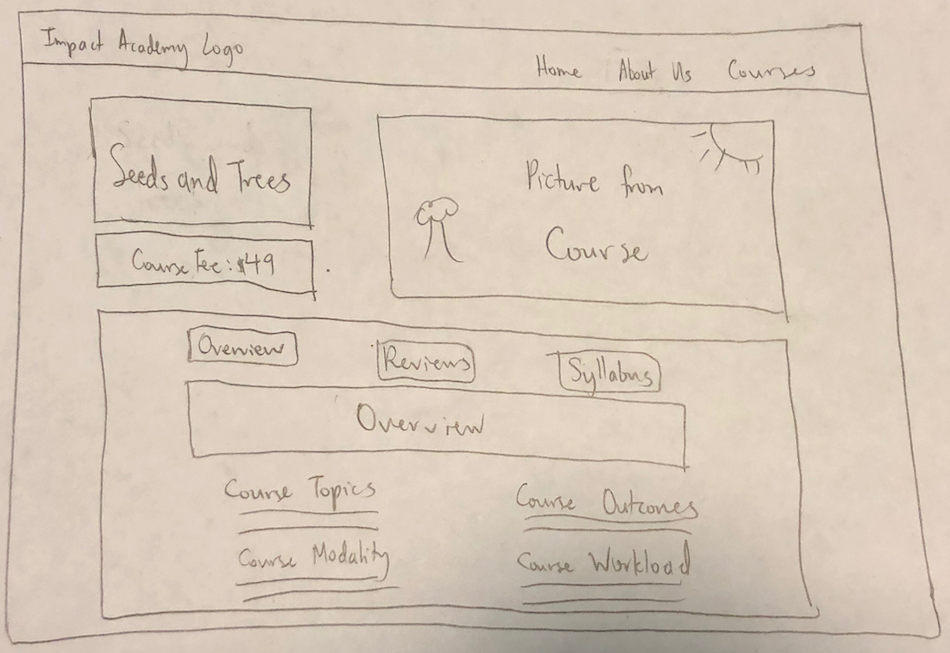 Impact Academy Logo
Home About Us Courses
Seeds and Trees
Course Fee: $49
Picture from
Course
Overview Reviews Syllabus
Overview
Course Topics
Course Outcomes
Course Modality
Course Workload